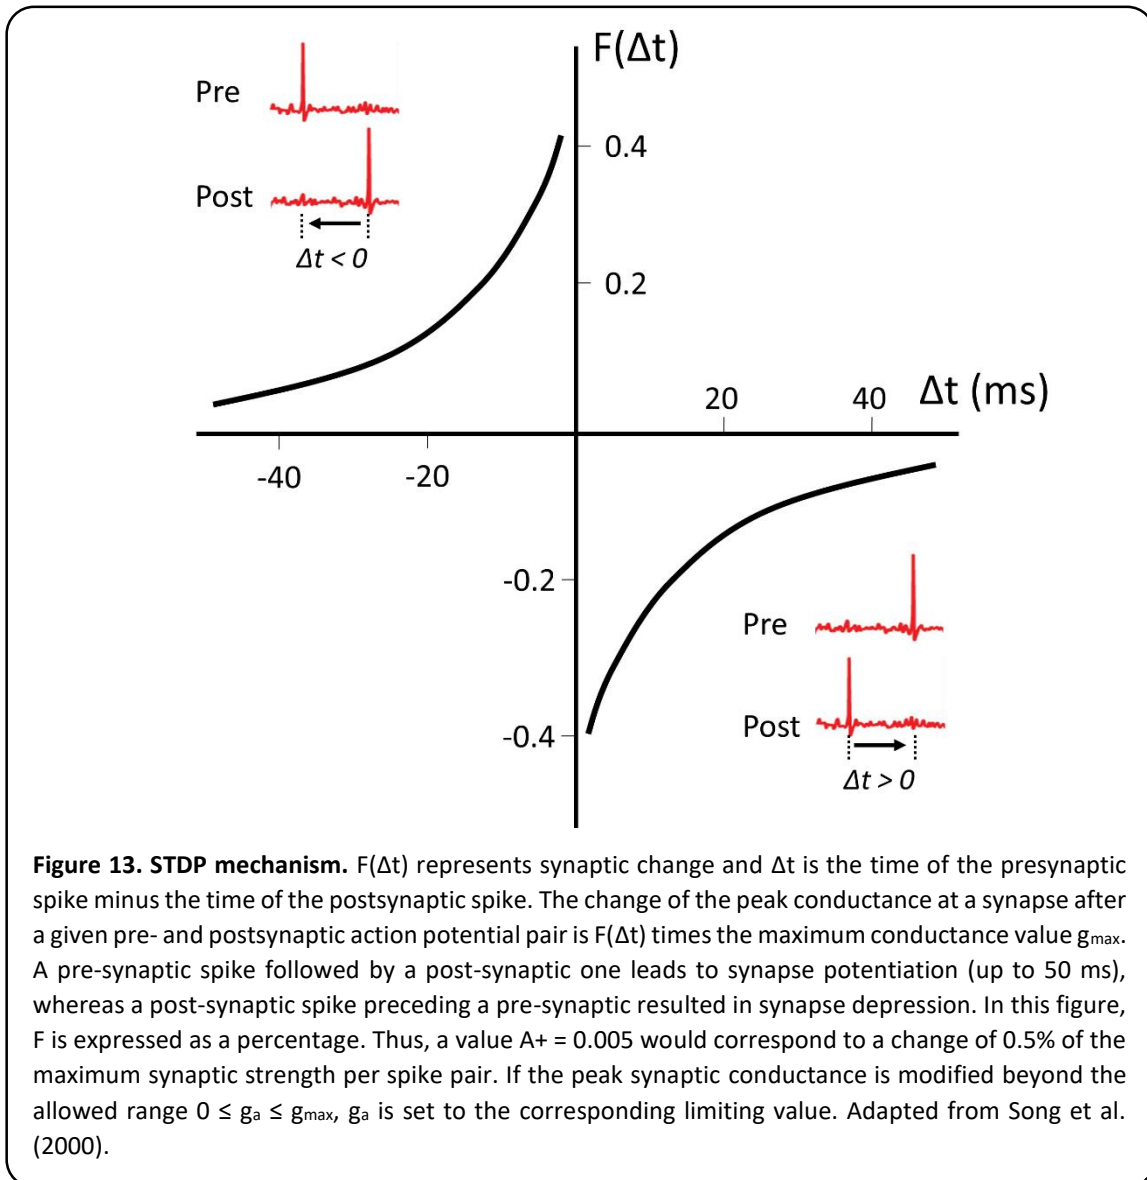 F(Δt)
Pre
0.4
Post
Δt < 0
0.2
20
40
Δt (ms)
-40
-20
-0.2
Pre
-0.4
Post
Δt > 0
Figure 13. STDP mechanism. F(Δt) represents synaptic change and Δt is the time of the presynaptic
spike minus the time of the postsynaptic spike. The change of the peak conductance at a synapse after
a given pre- and postsynaptic action potential pair is F(Δt) times the maximum conductance value gmax.
A pre-synaptic spike followed by a post-synaptic one leads to synapse potentiation (up to 50 ms),
whereas a post-synaptic spike preceding a pre-synaptic resulted in synapse depression. In this figure,
F is expressed as a percentage. Thus, a value A+ = 0.005 would correspond to a change of 0.5% of the
maximum synaptic strength per spike pair. If the peak synaptic conductance is modified beyond the
allowed range 0 ≤ ga ≤ gmax, ga is set to the corresponding limiting value. Adapted from Song et al.
(2000).